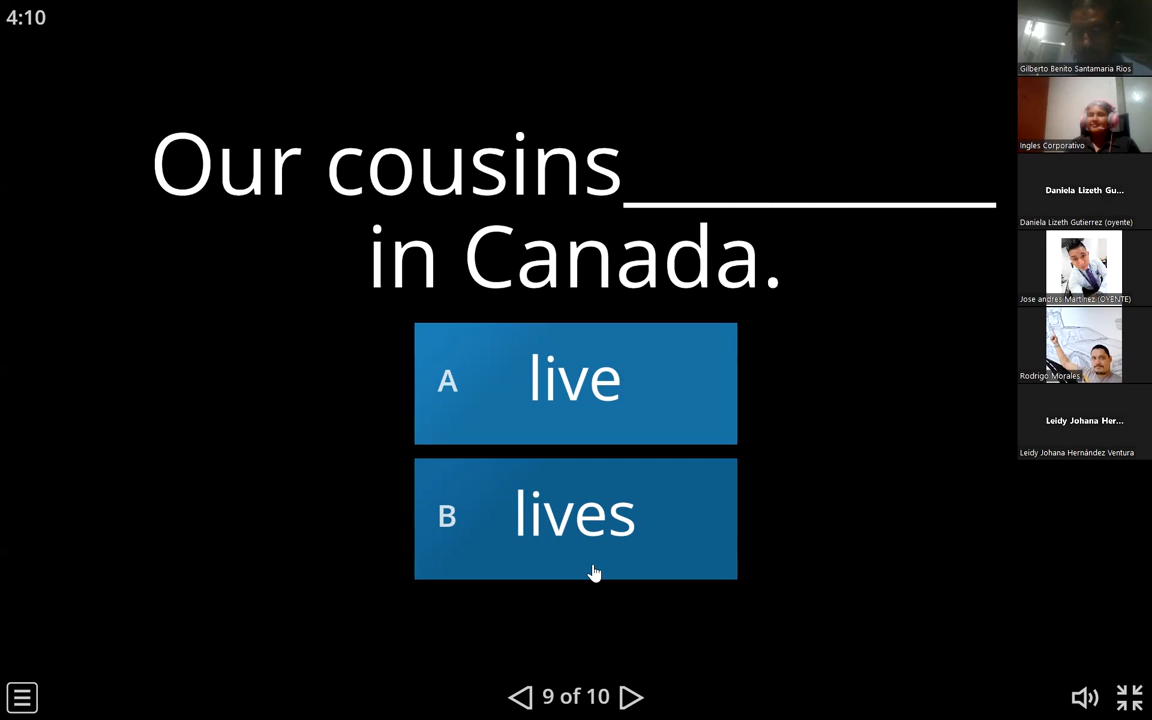 4:10
Our cousins__________
in Canada.
A live
B lives
9 of 10
Gilberto Benito Santamaria Rios
Ingles Corporativo
Daniela Lizeth Gu...
Daniela Lizeth Gutierrez (oyente)
Jose andres Martinez (OYENTE)
Rodrigo Morales
Leidy Johana Her...
Leidy Johana Hernández Ventura